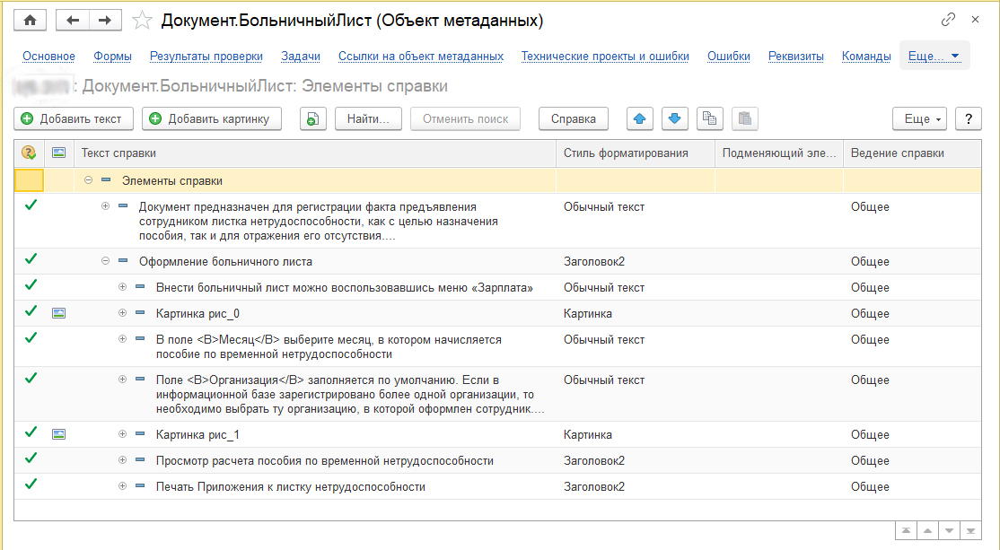 Документ.БольничныйЛист (Объект метаданных)
Основное Формы Результаты проверки Задачи Ссылки на объект метаданных Технические проекты и ошибки Ошибки Реквизиты Команды Еще...
: Документ.БольничныйЛист: Элементы справки
Добавить текст Добавить картинку Найти... Отменить поиск Справка Еще ?
Текст справки Стиль форматирования Подменяющий эле... Ведение справки
Элементы справки
Документ предназначен для регистрации факта предъявления Обычный текст Общее
сотрудником листка нетрудоспособности, как с целью назначения
пособия, так и для отражения его отсутствия....
Оформление больничного листа Заголовок2 Общее
Внести больничный лист можно воспользовавшись меню «Зарплата» Обычный текст Общее
Картинка рис_0 Картинка Общее
В поле <B>Месяц</B> выберите месяц, в котором начисляется Обычный текст Общее
пособие по временной нетрудоспособности
Поле <B>Организация</B> заполняется по умолчанию. Если в Обычный текст Общее
информационной базе зарегистрировано более одной организации, то
необходимо выбрать ту организацию, в которой оформлен сотрудник....
Картинка рис_1 Картинка Общее
Просмотр расчета пособия по временной нетрудоспособности Заголовок2 Общее
Печать Приложения к листку нетрудоспособности Заголовок2 Общее